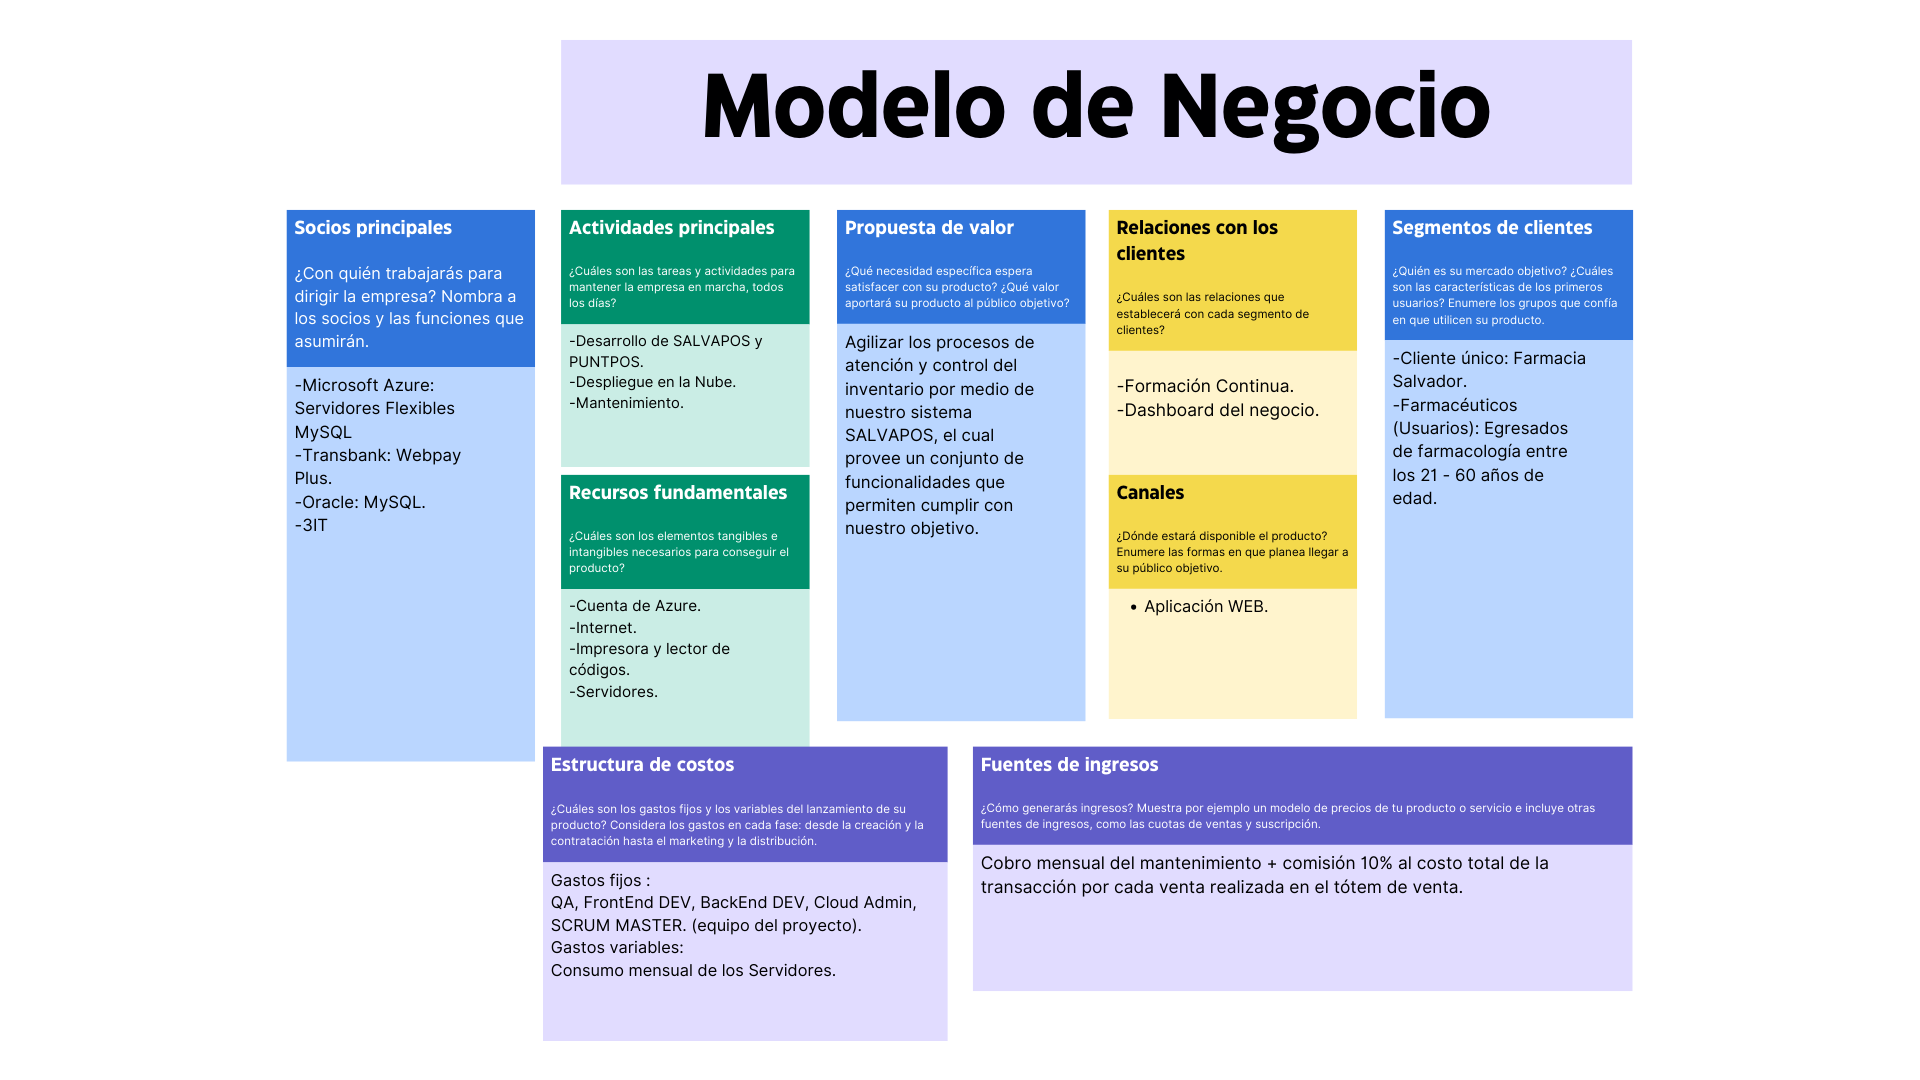 Modelo de Negocio
Socios principales
¿Con quién trabajarás para
dirigir la empresa? Nombra a
los socios y las funciones que
asumirán.
-Microsoft Azure:
Servidores Flexibles
MySQL
-Transbank: Webpay
Plus.
-Oracle: MySQL.
-3IT
Actividades principales
¿Cuáles son las tareas y actividades para
mantener la empresa en marcha, todos
los días?
-Desarrollo de SALVAPOS y
PUNTPOS.
-Despliegue en la Nube.
-Mantenimiento.
Recursos fundamentales
¿Cuáles son los elementos tangibles e
intangibles necesarios para conseguir el
producto?
-Cuenta de Azure.
-Internet.
-Impresora y lector de
códigos.
-Servidores.
Propuesta de valor
¿Qué necesidad específica espera
satisfacer con su producto? ¿Qué valor
aportará su producto al público objetivo?
Agilizar los procesos de
atención y control del
inventario por medio de
nuestro sistema
SALVAPOS, el cual
provee un conjunto de
funcionalidades que
permiten cumplir con
nuestro objetivo.
Relaciones con los
clientes
¿Cuáles son las relaciones que
establecerá con cada segmento de
clientes?
-Formación Continua.
-Dashboard del negocio.
Canales
¿Dónde estará disponible el producto?
Enumere las formas en que planea llegar a
su público objetivo.
• Aplicación WEB.
Segmentos de clientes
¿Quién es su mercado objetivo? ¿Cuáles
son las características de los primeros
usuarios? Enumere los grupos que confía
en que utilicen su producto.
-Cliente único: Farmacia
Salvador.
-Farmacéuticos
(Usuarios): Egresados
de farmacología entre
los 21 - 60 años de
edad.
Estructura de costos
¿Cuáles son los gastos fijos y los variables del lanzamiento de su
producto? Considera los gastos en cada fase: desde la creación y la
contratación hasta el marketing y la distribución.
Gastos fijos :
QA, FrontEnd DEV, BackEnd DEV, Cloud Admin,
SCRUM MASTER. (equipo del proyecto).
Gastos variables:
Consumo mensual de los Servidores.
Fuentes de ingresos
¿Cómo generarás ingresos? Muestra por ejemplo un modelo de precios de tu producto o servicio e incluye otras
fuentes de ingresos, como las cuotas de ventas y suscripción.
Cobro mensual del mantenimiento + comisión 10% al costo total de la
transacción por cada venta realizada en el tótem de venta.